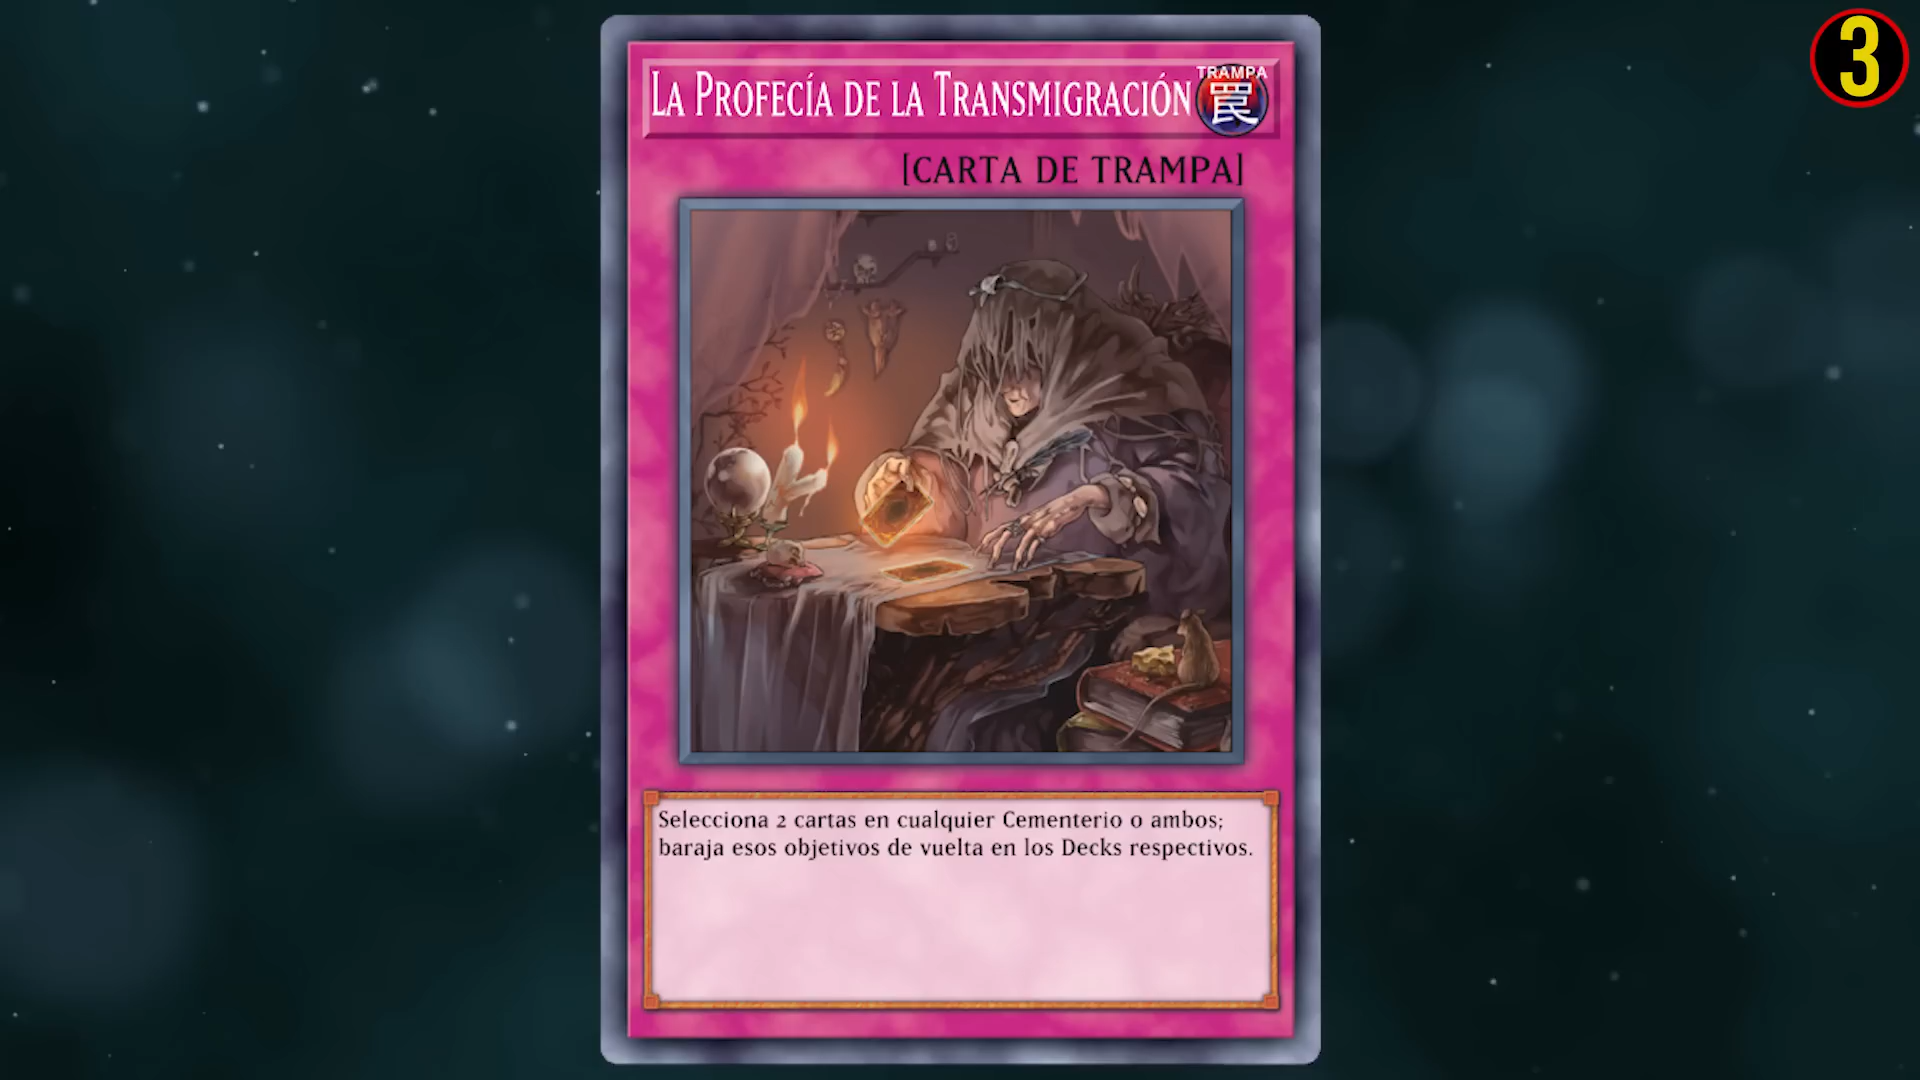 3
La Profecía de la Transmigración
TRAMPA
罠
[CARTA DE TRAMPA]
Selecciona 2 cartas en cualquier Cementerio o ambos;
baraja esos objetivos de vuelta en los Decks respectivos.